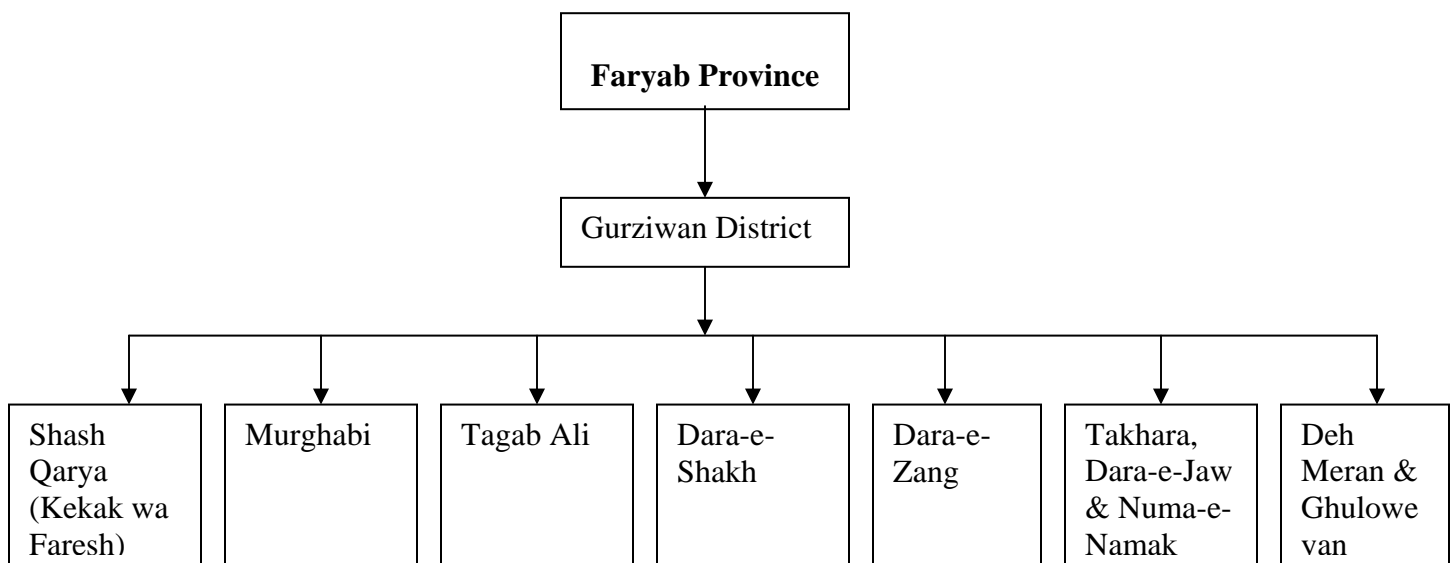 Faryab Province
Gurziwan District
Shash
Qarya
(Kekak wa
Faresh)
Murghabi
Tagab Ali
Dara-e-
Shakh
Dara-e-
Zang
Takhara,
Dara-e-Jaw
& Numa-e-
Namak
Deh
Meran &
Ghulowe
van